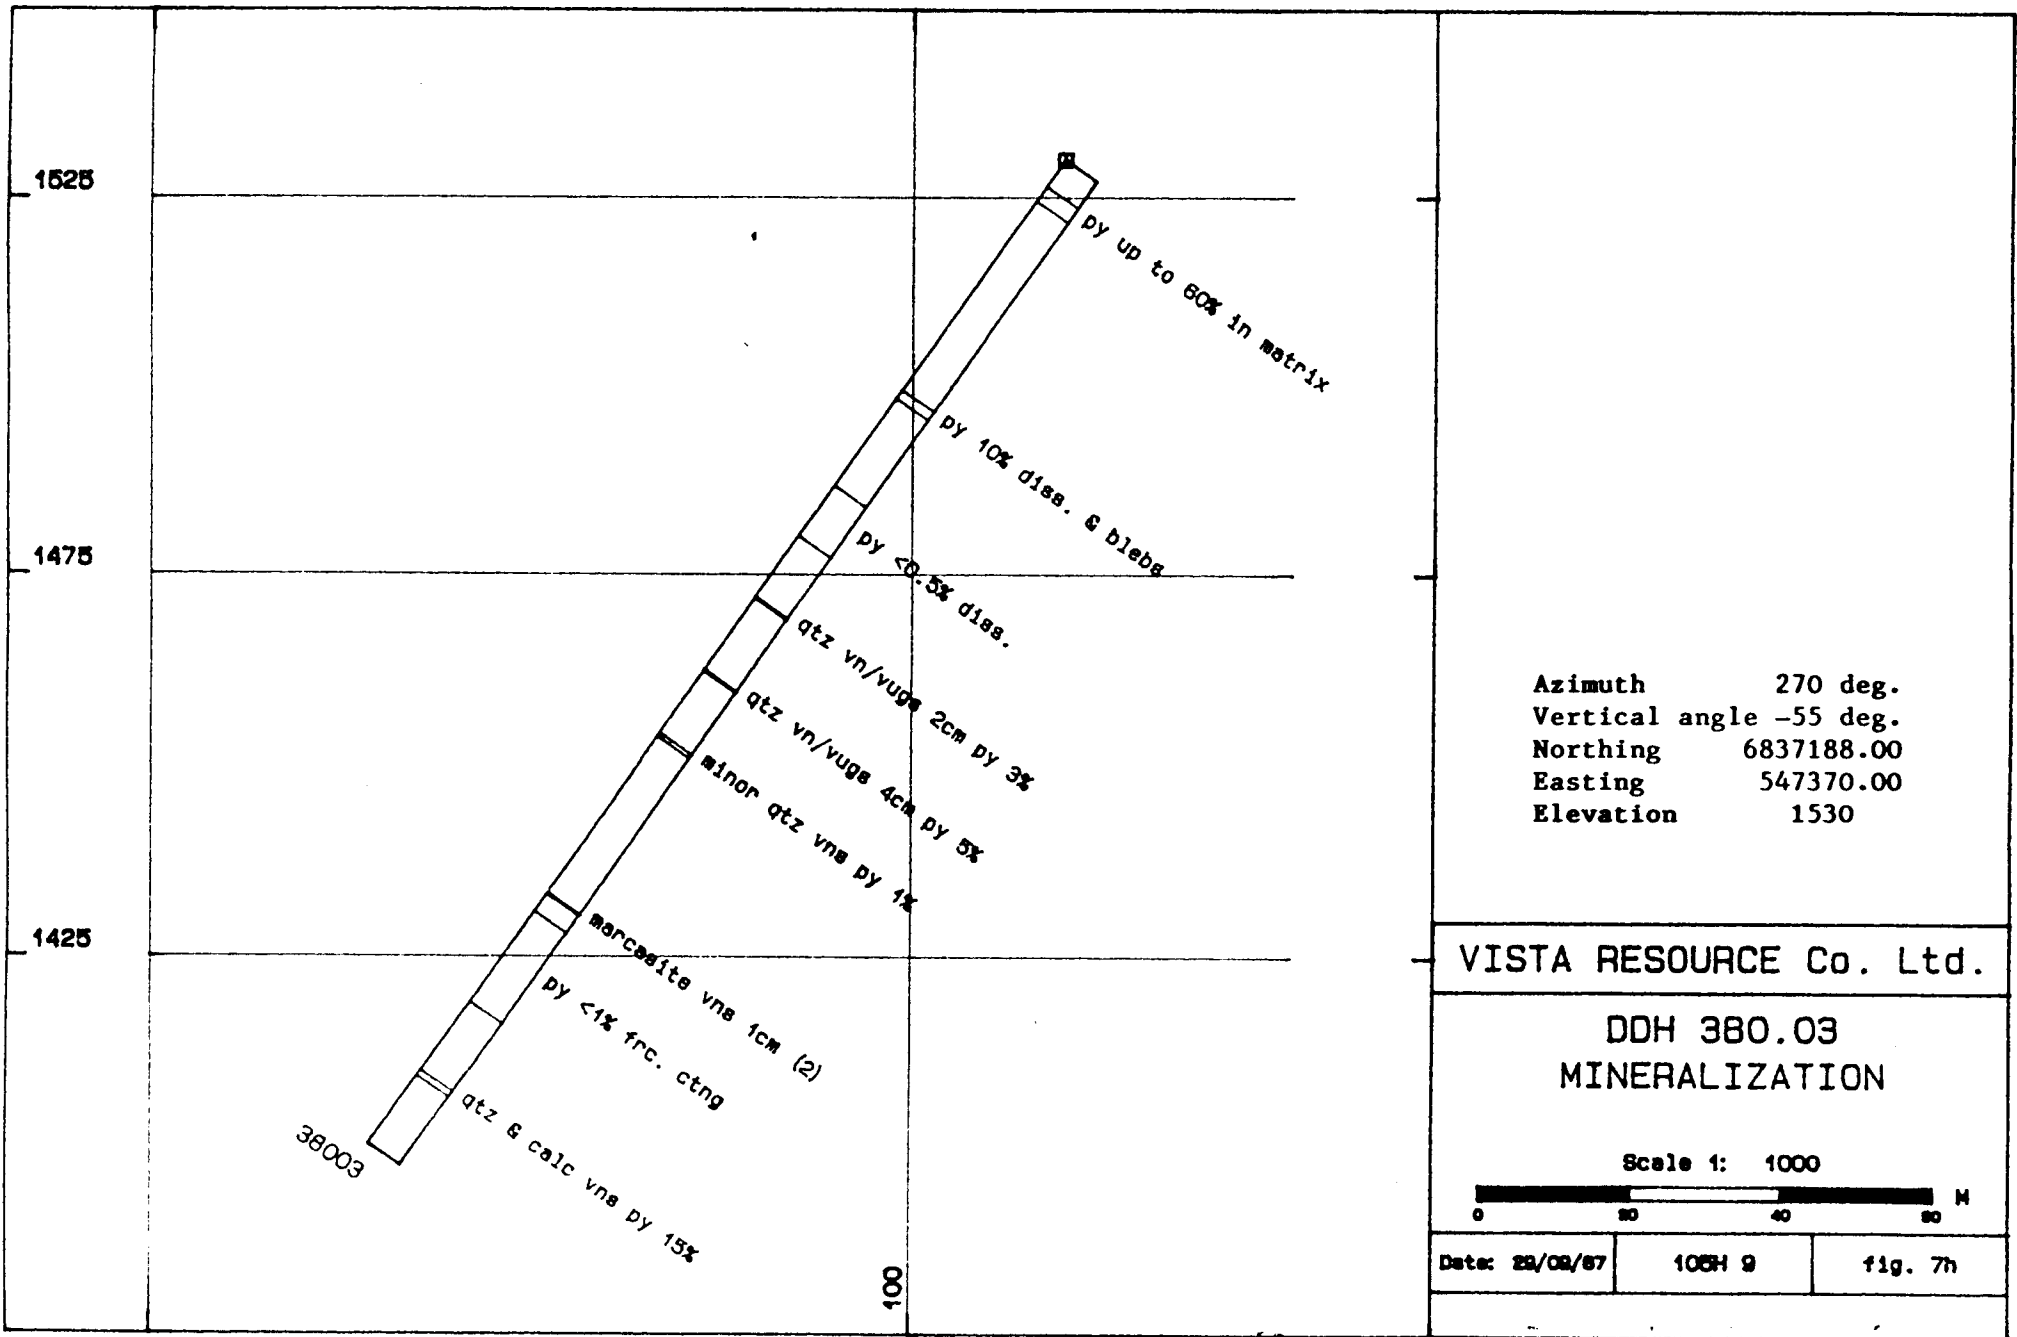 1525
1475
1425
100
38003
py up to 60% in matrix
py 10% diss. & blebs
py <0.5% diss.
qtz vn/vugs 2cm py 3%
qtz vn/vugs 4cm py 5%
minor qtz vns py 1%
marcasite vns 1cm (2)
py <1% frc. ctng
qtz & calc vns py 15%
Azimuth 270 deg.
Vertical angle -55 deg.
Northing 6837188.00
Easting 547370.00
Elevation 1530
VISTA RESOURCE Co. Ltd.
DDH 380.03
MINERALIZATION
Scale 1: 1000
0 20 40 60 M
Date: 105H 9 fig. 7h